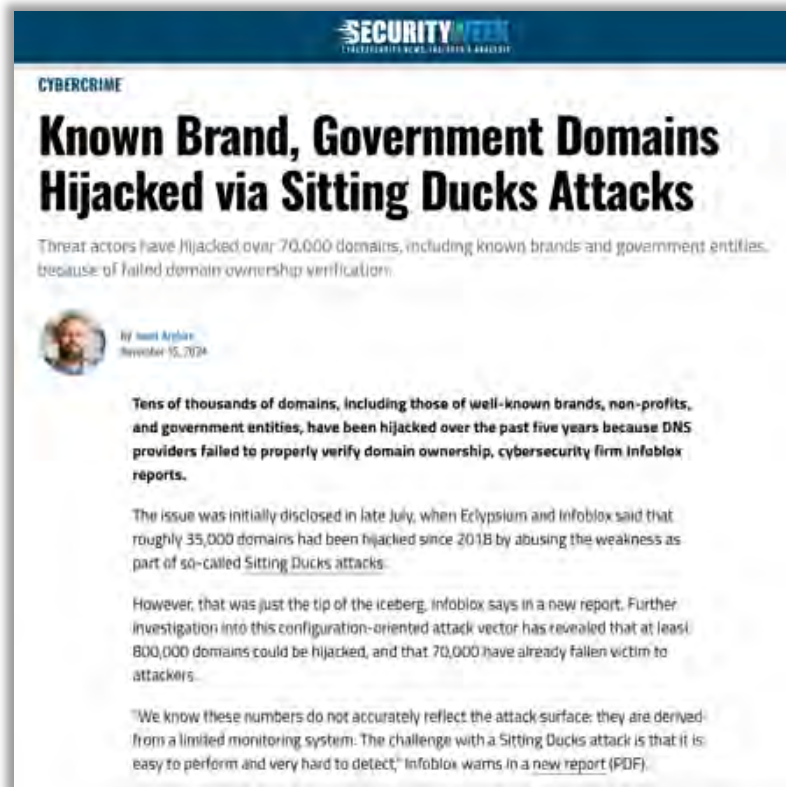 SECURITYWEEK
CYBERSECURITY NEWS, INSIGHTS & ANALYSIS
CYBERCRIME
Known Brand, Government Domains
Hijacked via Sitting Ducks Attacks
Threat actors have hijacked over 70,000 domains, including known brands and government entities,
because of failed domain ownership verification.
By
November 15, 2024
Tens of thousands of domains, including those of well-known brands, non-profits,
and government entities, have been hijacked over the past five years because DNS
providers failed to properly verify domain ownership, cybersecurity firm Infoblox
reports.
The issue was initially disclosed in late July, when Eclypsium and Infoblox said that
roughly 35,000 domains had been hijacked since 2018 by abusing the weakness as
part of so-called Sitting Ducks attacks.
However, that was just the tip of the iceberg, Infoblox says in a new report. Further
investigation into this configuration-oriented attack vector has revealed that at least
800,000 domains could be hijacked, and that 70,000 have already fallen victim to
attackers.
"We know these numbers do not accurately reflect the attack surface: they are derived
from a limited monitoring system. The challenge with a Sitting Ducks attack is that it is
easy to perform and very hard to detect," Infoblox warns in a new report (PDF).